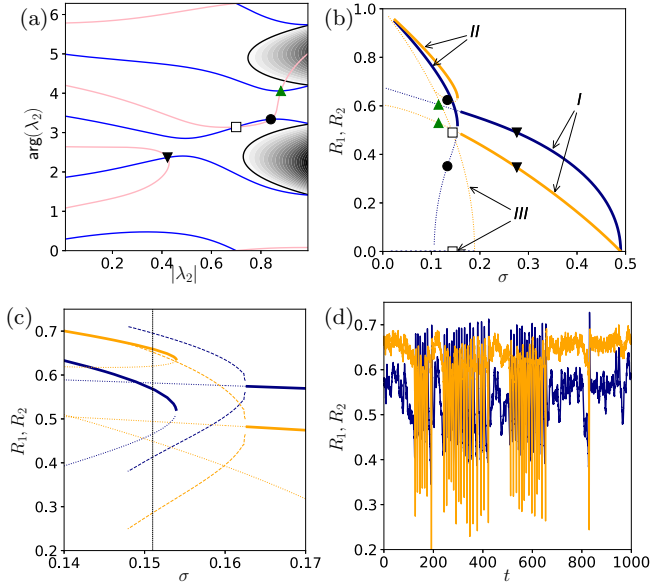 (a)
6
5
4
3
2
1
0
arg(λ₂)
0.2 0.4 0.6 0.8
|λ₂|
(b)
1.0
0.8
0.6
0.4
0.2
0.0
R₁, R₂
II
I
III
0.0 0.1 0.2 0.3 0.4 0.5
σ
(c)
0.7
0.6
0.5
0.4
0.3
0.2
R₁, R₂
0.14 0.15 0.16 0.17
σ
(d)
0.7
0.6
0.5
0.4
0.3
0.2
R₁, R₂
0 200 400 600 800 1000
t